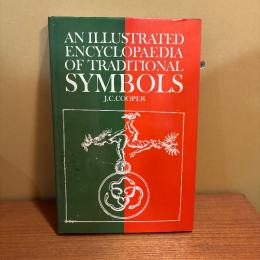 AN ILLUSTRATED
ENCYCLOPAEDIA
OF TRADITIONAL
SYMBOLS
J.C.COOPER